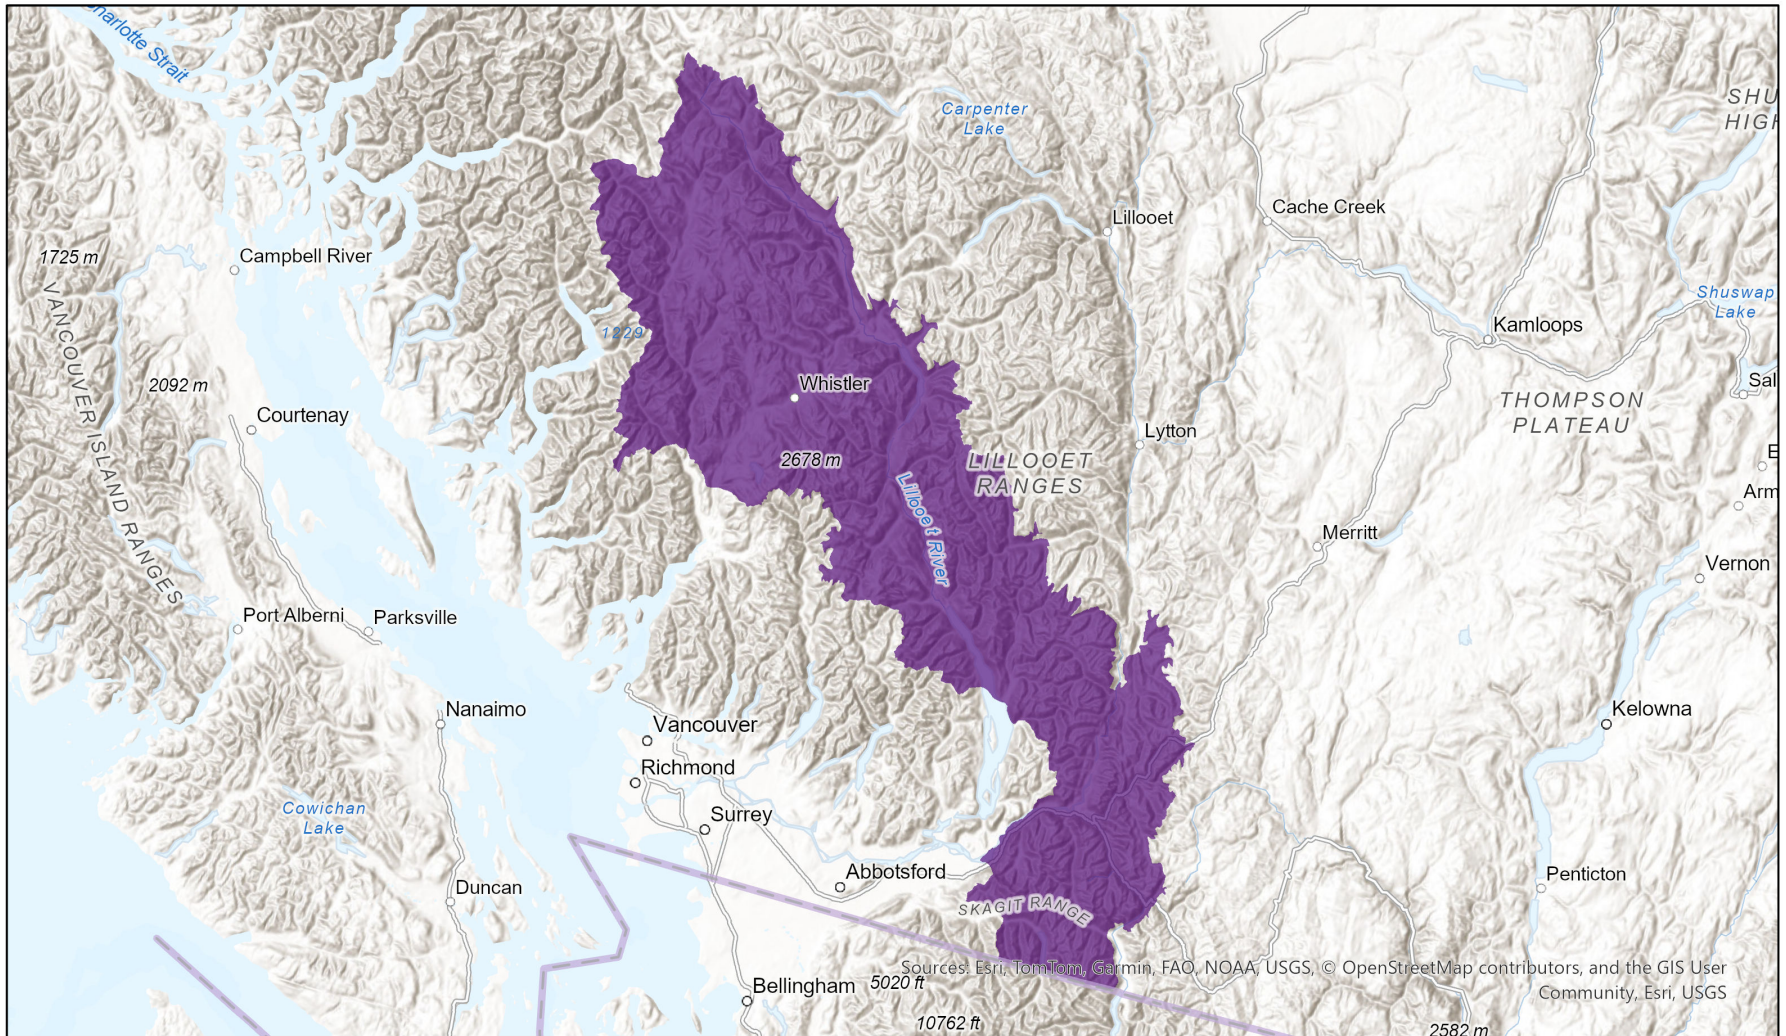 Charlotte Strait
Carpenter
Lake
SHU
HIGH
Lillooet
Cache Creek
1725 m
Campbell River
Shuswap
Lake
1229
Kamloops
2092 m
Whistler
Sal
THOMPSON
PLATEAU
Courtenay
VANCOUVER ISLAND RANGES
Lytton
2678 m
LILLOOET
RANGES
E
Arm
Lillooet River
Merritt
Vernon
Port Alberni
Parksville
Nanaimo
Vancouver
Kelowna
Richmond
Cowichan
Lake
Surrey
Abbotsford
Penticton
Duncan
SKAGIT RANGE
Sources: Esri, TomTom, Garmin, FAO, NOAA, USGS, © OpenStreetMap contributors, and the GIS User
Community, Esri, USGS
5020 ft
Bellingham
10762 ft
2582 m